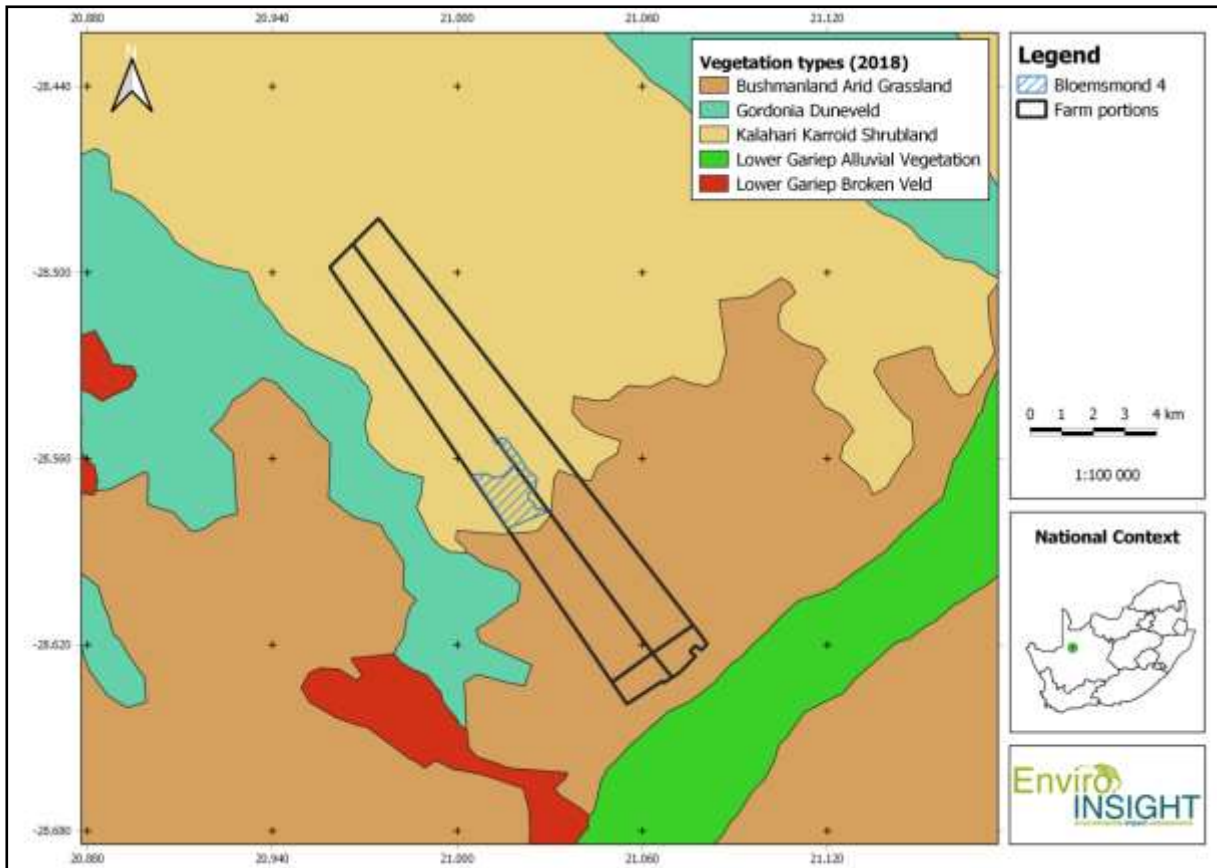 20.880 20.940 21.000 21.060 21.120
N
-28.440
-28.500
-28.560
-28.620
-28.680
Vegetation types (2018)
Bushmanland Arid Grassland
Gordonia Duneveld
Kalahari Karroid Shrubland
Lower Gariep Alluvial Vegetation
Lower Gariep Broken Veld
20.880 20.940 21.000 21.060 21.120
Legend
Bloemsmond 4
Farm portions
0 1 2 3 4 km
1:100 000
National Context
Enviro
INSIGHT